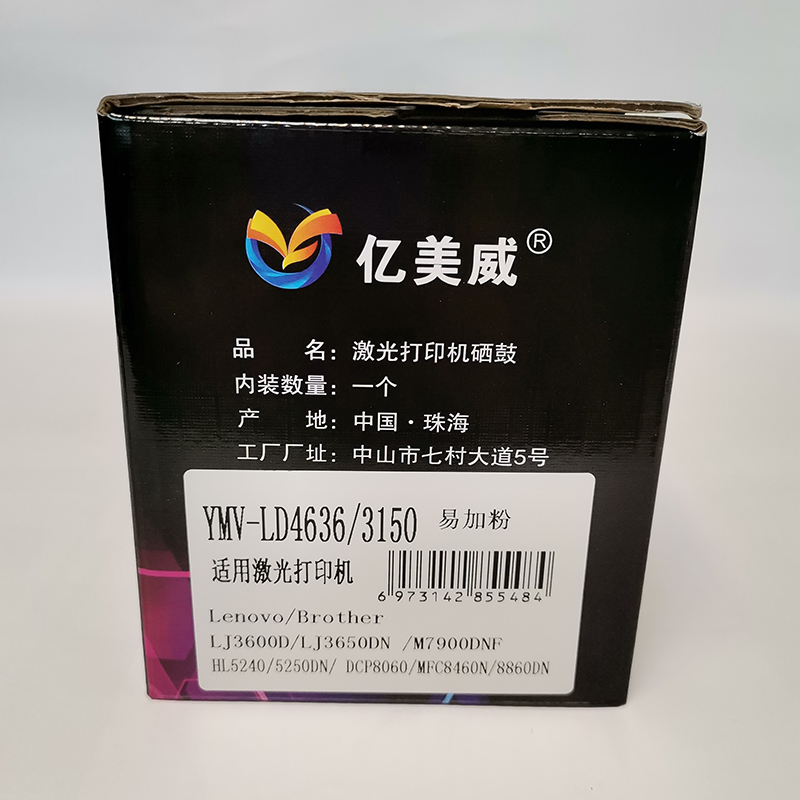 亿美威®
品 名：激光打印机硒鼓
内装数量：一个
产 地：中国·珠海
工厂厂址：中山市七村大道5号
YMV-LD4636/3150 易加粉
适用激光打印机
6 973142 855484
Lenovo/Brother
LJ3600D/LJ3650DN /M7900DNF
HL5240/5250DN/ DCP8060/MFC8460N/8860DN